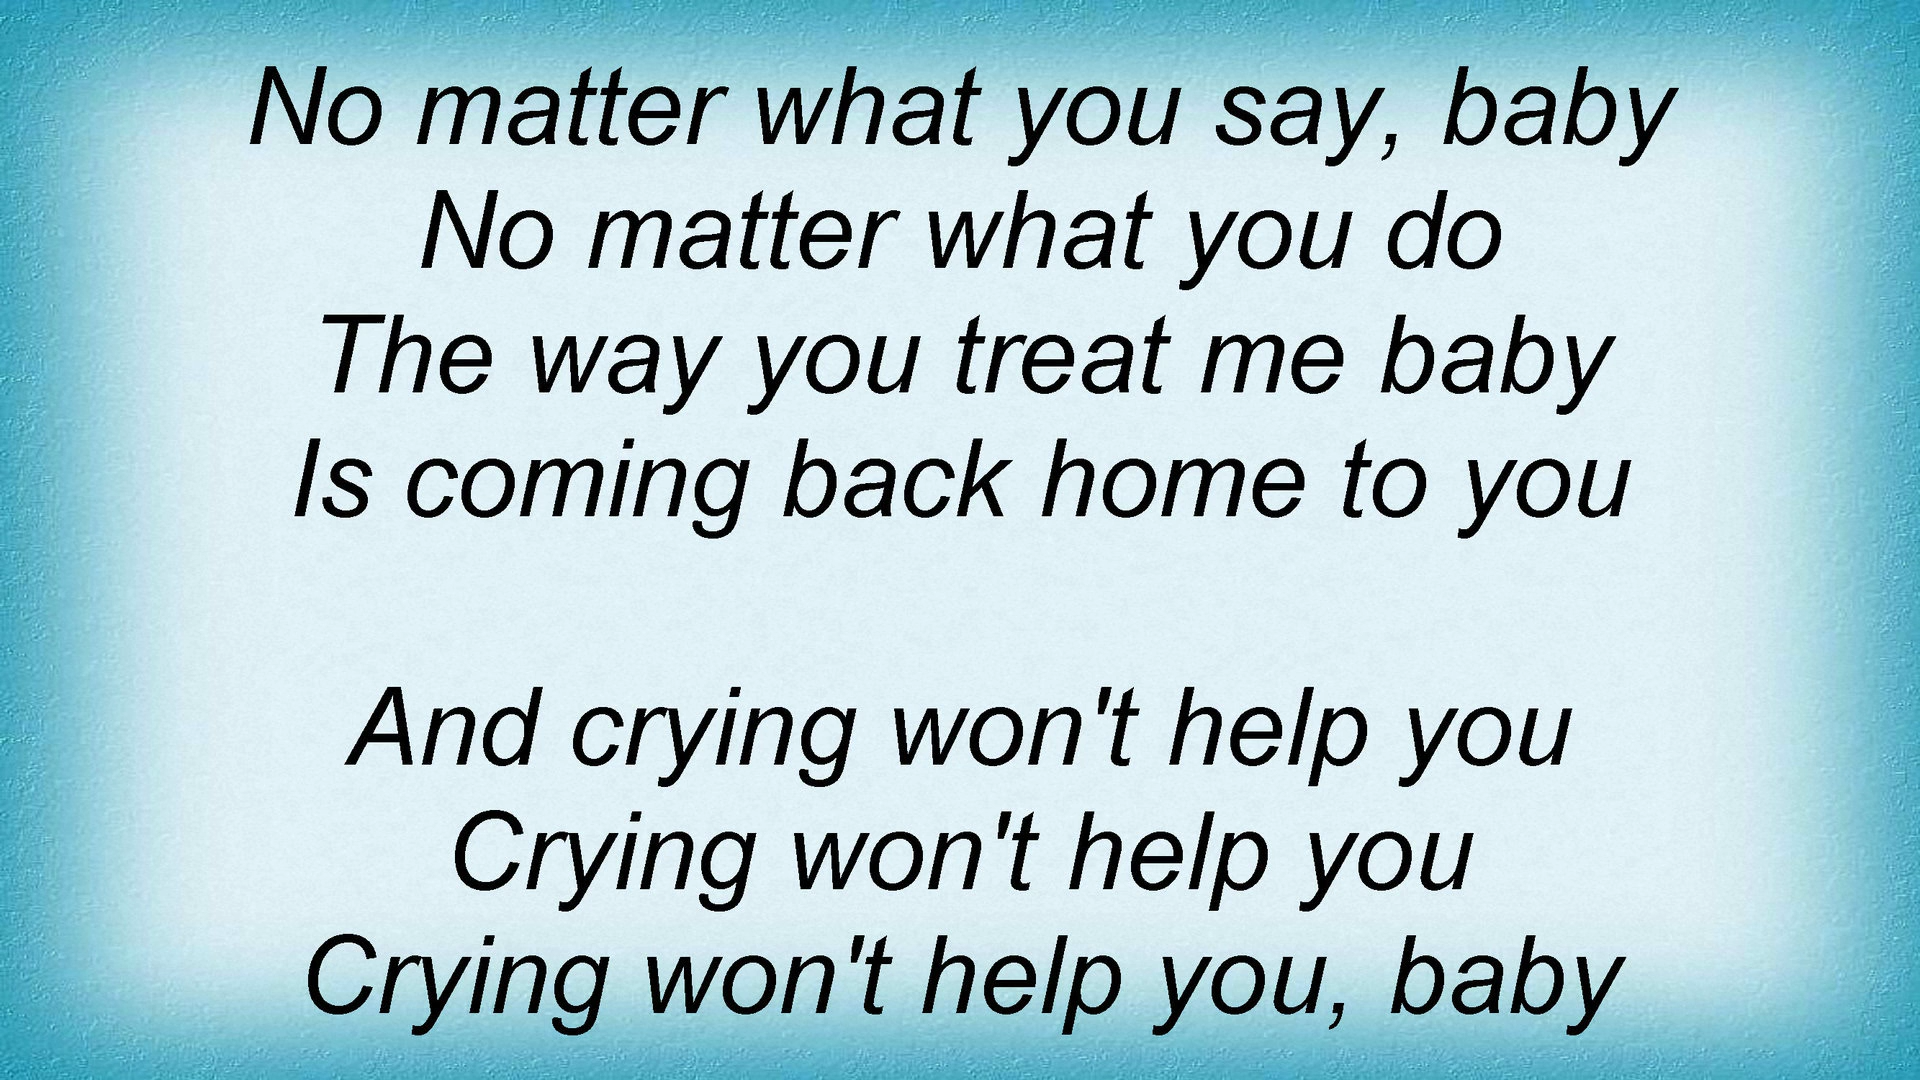 No matter what you say, baby
No matter what you do
The way you treat me baby
Is coming back home to you
And crying won't help you
Crying won't help you
Crying won't help you, baby